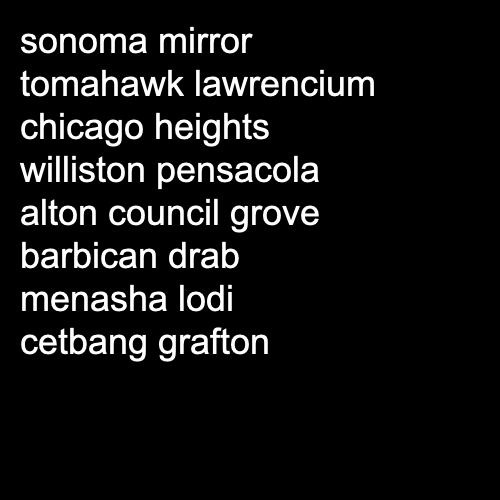 sonoma mirror
tomahawk lawrencium
chicago heights
williston pensacola
alton council grove
barbican drab
menasha lodi
cetbang grafton